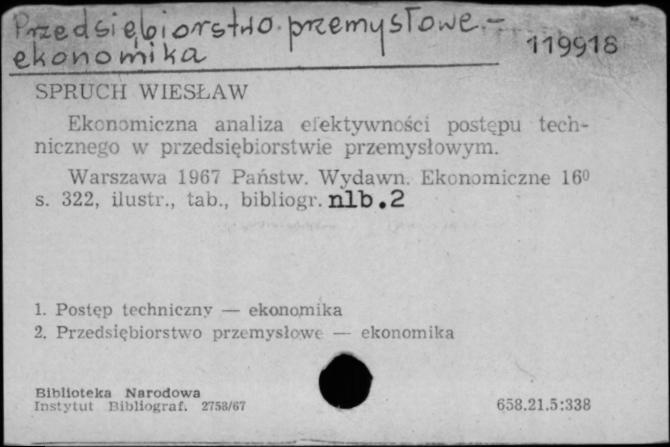 Przedsiębiorstwo przemysłowe -
ekonomika
119918
SPRUCH WIESŁAW
Ekonomiczna analiza efektywności postępu tech-
nicznego w przedsiębiorstwie przemysłowym.
Warszawa 1967 Państw. Wydawn. Ekonomiczne 16⁰
s. 322, ilustr., tab., bibliogr. nlb.2
1. Postęp techniczny — ekonomika
2. Przedsiębiorstwo przemysłowe — ekonomika
Biblioteka Narodowa
Instytut Bibliograf. 2758/67
658.21.5:338